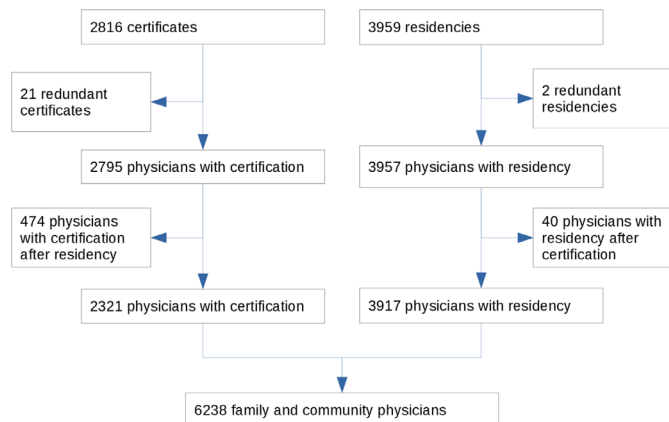 2816 certificates
3959 residencies
21 redundant
certificates
2 redundant
residencies
2795 physicians with certification
3957 physicians with residency
474 physicians
with certification
after residency
40 physicians with
residency after
certification
2321 physicians with certification
3917 physicians with residency
6238 family and community physicians